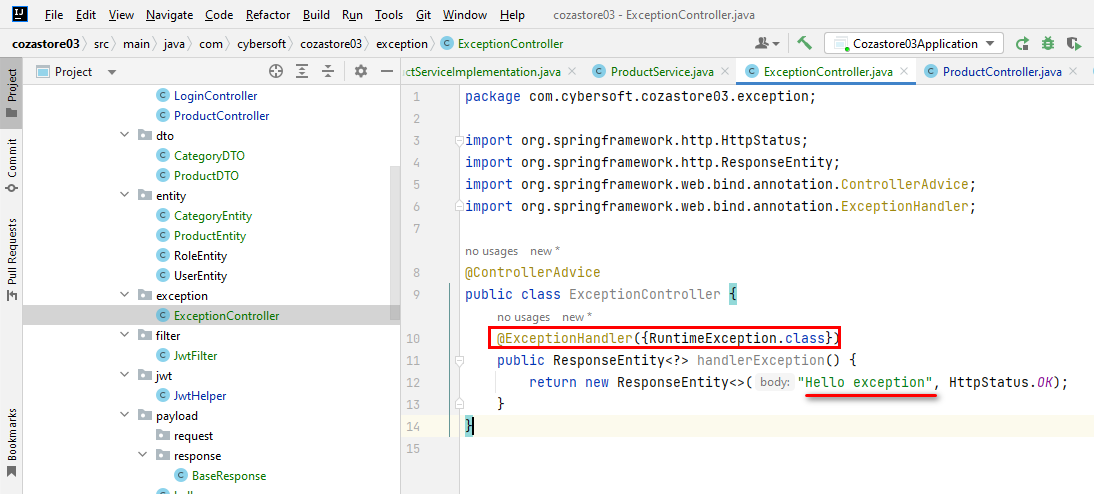 File Edit View Navigate Code Refactor Build Run Tools Git Window Help cozastore03 - ExceptionController.java
cozastore03 src main java com cybersoft cozastore03 exception ExceptionController
Cozastore03Application
Project
ctServiceImplementation.java ProductService.java ExceptionController.java ProductController.java
Project
Commit
Pull Requests
Bookmarks
LoginController
ProductController
dto
CategoryDTO
ProductDTO
entity
CategoryEntity
ProductEntity
RoleEntity
UserEntity
exception
ExceptionController
filter
JwtFilter
jwt
JwtHelper
payload
request
response
BaseResponse
1 package com.cybersoft.cozastore03.exception;
2
3 import org.springframework.http.HttpStatus;
4 import org.springframework.http.ResponseEntity;
5 import org.springframework.web.bind.annotation.ControllerAdvice;
6 import org.springframework.web.bind.annotation.ExceptionHandler;
7
no usages new *
8 @ControllerAdvice
9 public class ExceptionController {
no usages new *
10 @ExceptionHandler({RuntimeException.class})
11 public ResponseEntity<?> handlerException() {
12 return new ResponseEntity<>( body: "Hello exception", HttpStatus.OK);
13 }
14 }
15